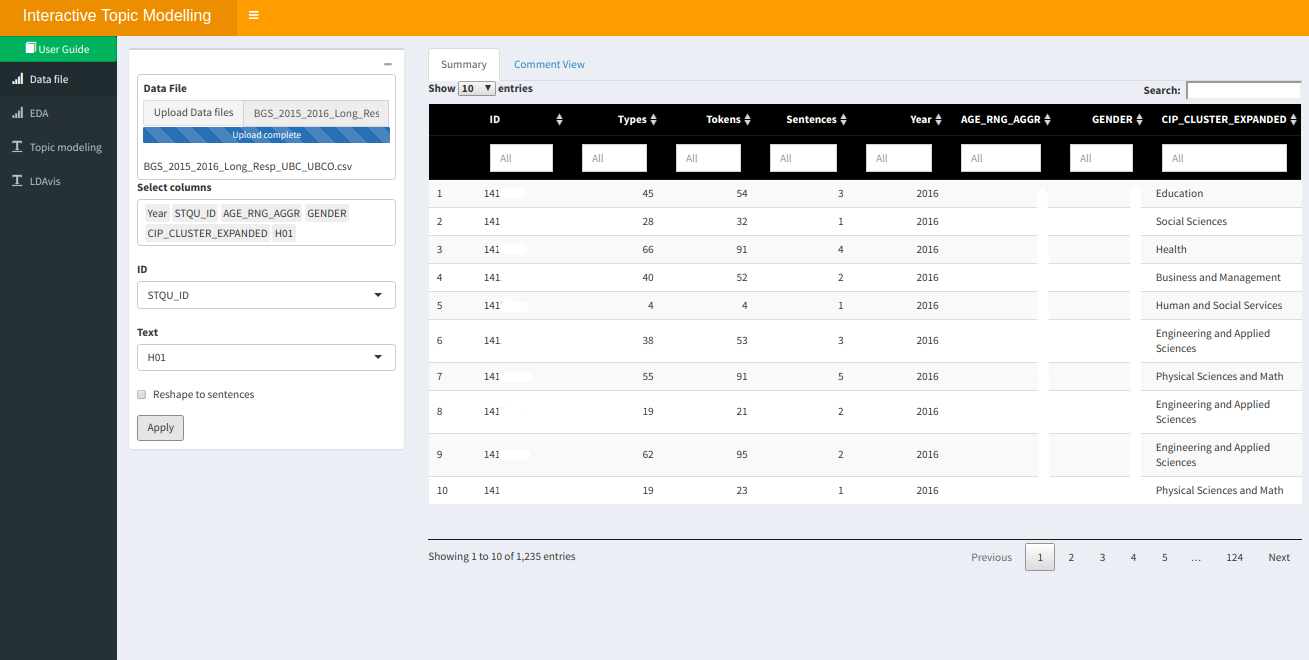 Interactive Topic Modelling
User Guide
Data file
EDA
Topic modeling
LDAvis
Data File
Upload Data files BGS_2015_2016_Long_Res
Upload complete
BGS_2015_2016_Long_Resp_UBC_UBCO.csv
Select columns
Year STQU_ID AGE_RNG_AGGR GENDER
CIP_CLUSTER_EXPANDED H01
ID
STQU_ID
Text
H01
Reshape to sentences
Apply
Summary Comment View
Show 10 entries Search:
ID Types Tokens Sentences Year AGE_RNG_AGGR GENDER CIP_CLUSTER_EXPANDED
All All All All All All All All
1 141 45 54 3 2016 Education
2 141 28 32 1 2016 Social Sciences
3 141 66 91 4 2016 Health
4 141 40 52 2 2016 Business and Management
5 141 4 4 1 2016 Human and Social Services
6 141 38 53 3 2016 Engineering and Applied
Sciences
7 141 55 91 5 2016 Physical Sciences and Math
8 141 19 21 2 2016 Engineering and Applied
Sciences
9 141 62 95 2 2016 Engineering and Applied
Sciences
10 141 19 23 1 2016 Physical Sciences and Math
Showing 1 to 10 of 1,235 entries Previous 1 2 3 4 5 … 124 Next